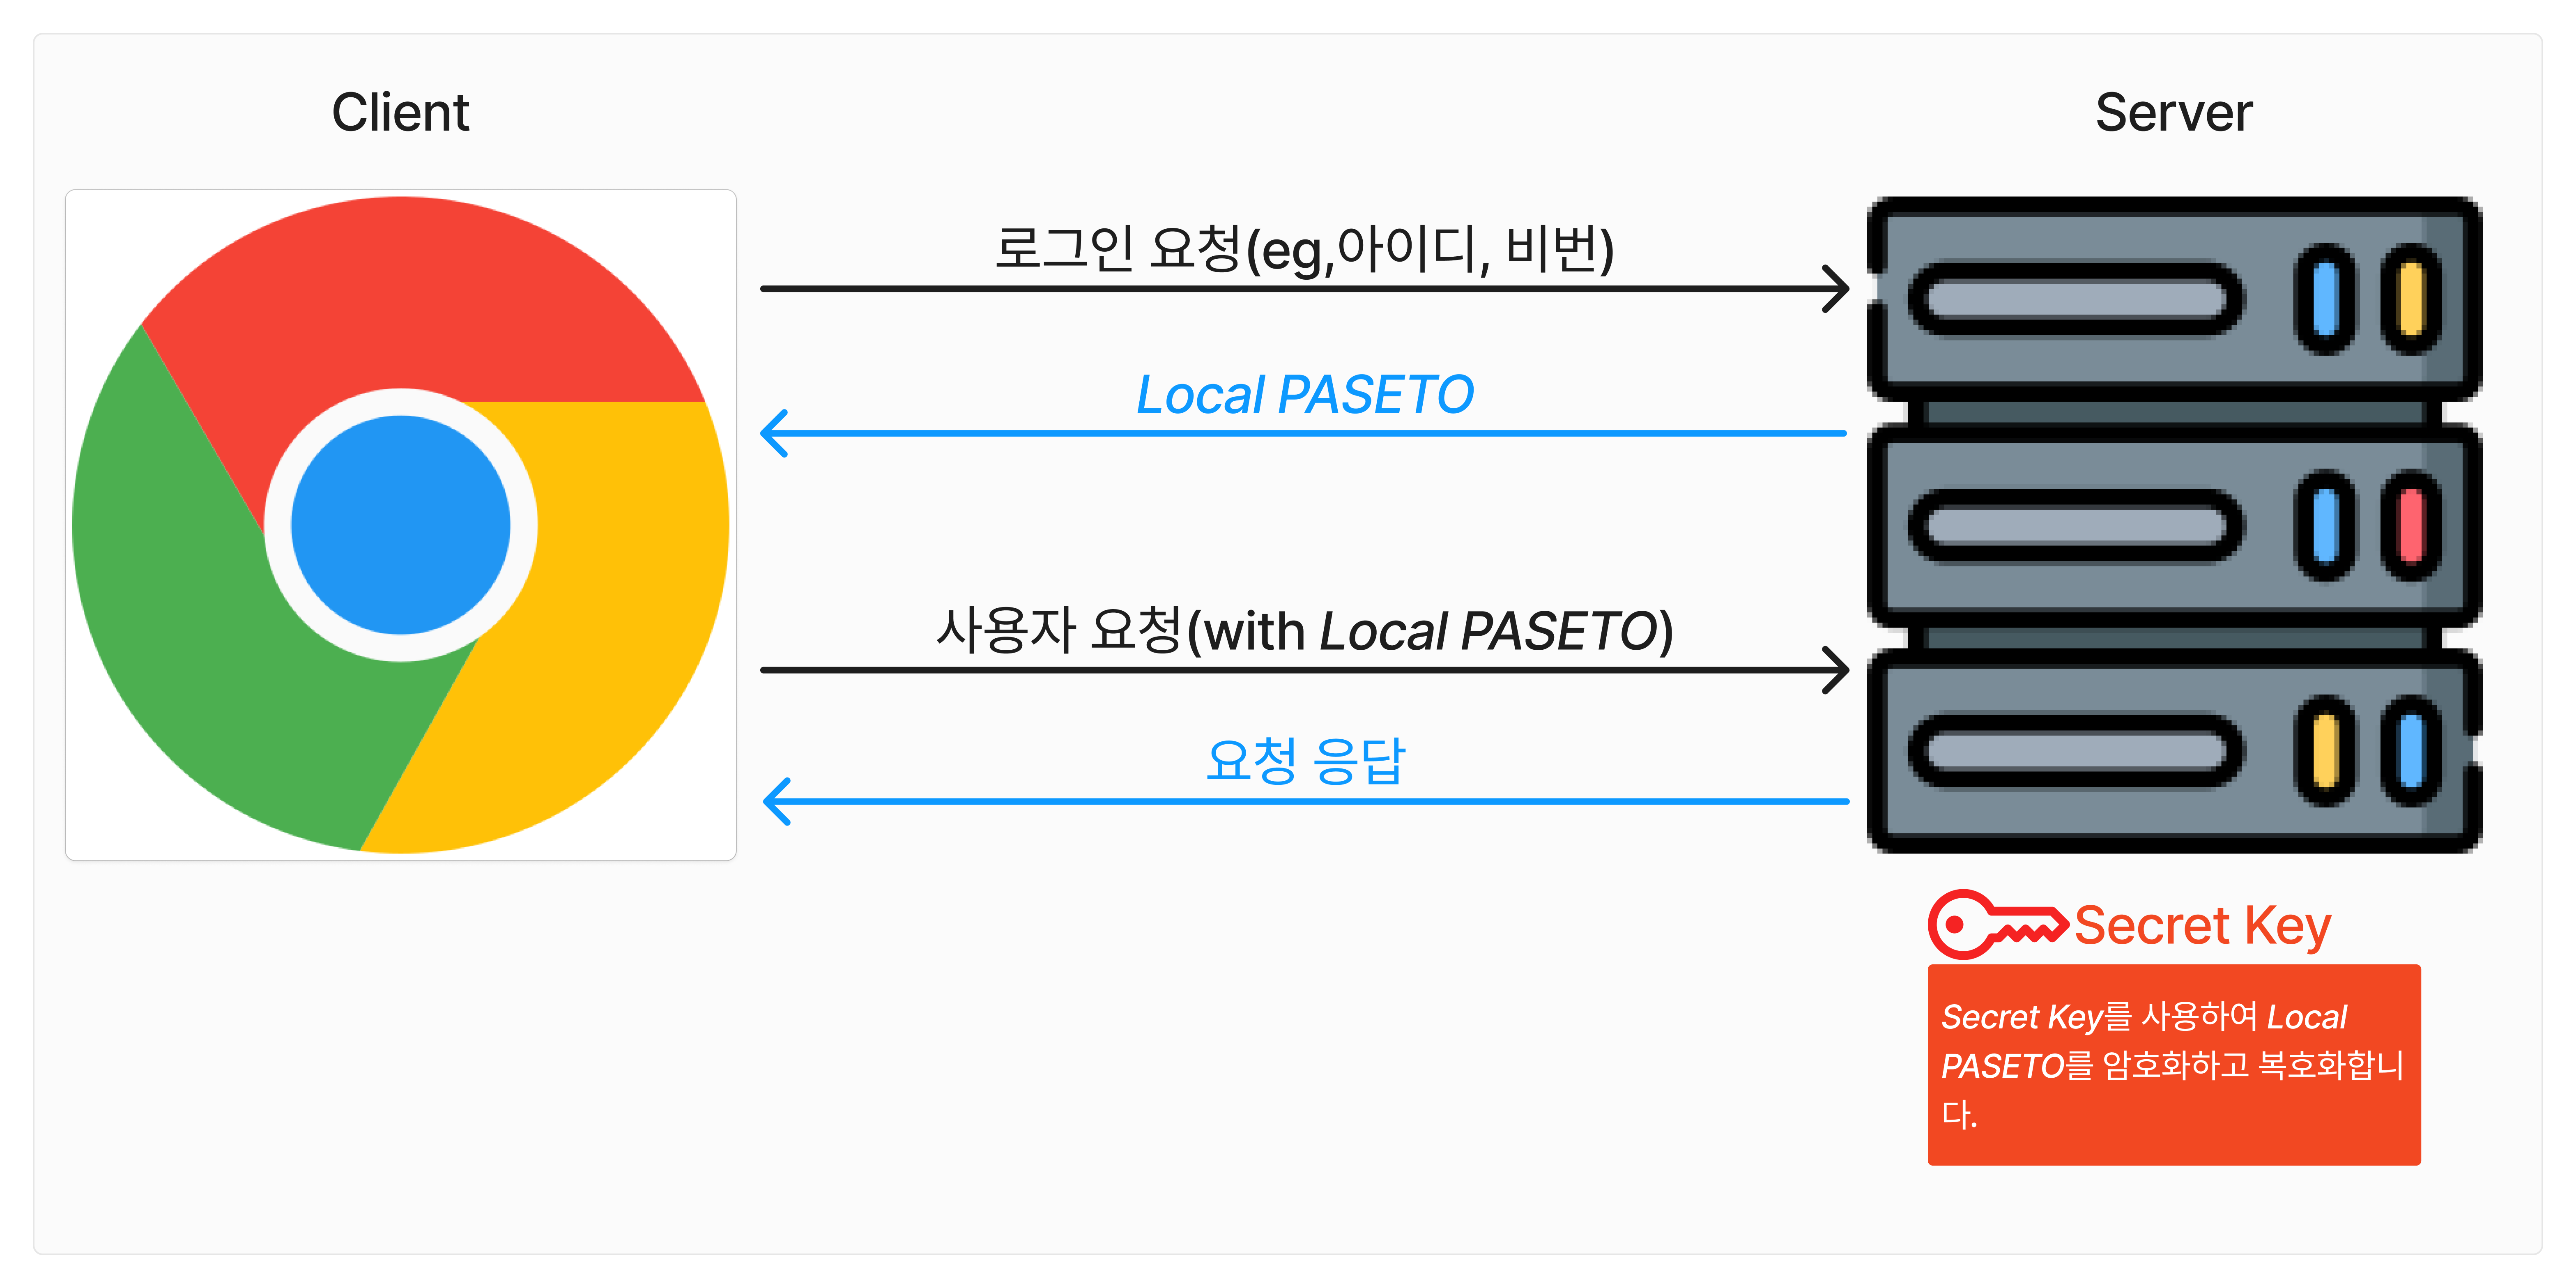 Client
Server
로그인 요청(eg,아이디, 비번)
Local PASETO
사용자 요청(with Local PASETO)
요청 응답
Secret Key
Secret Key를 사용하여 Local
PASETO를 암호화하고 복호화합니
다.